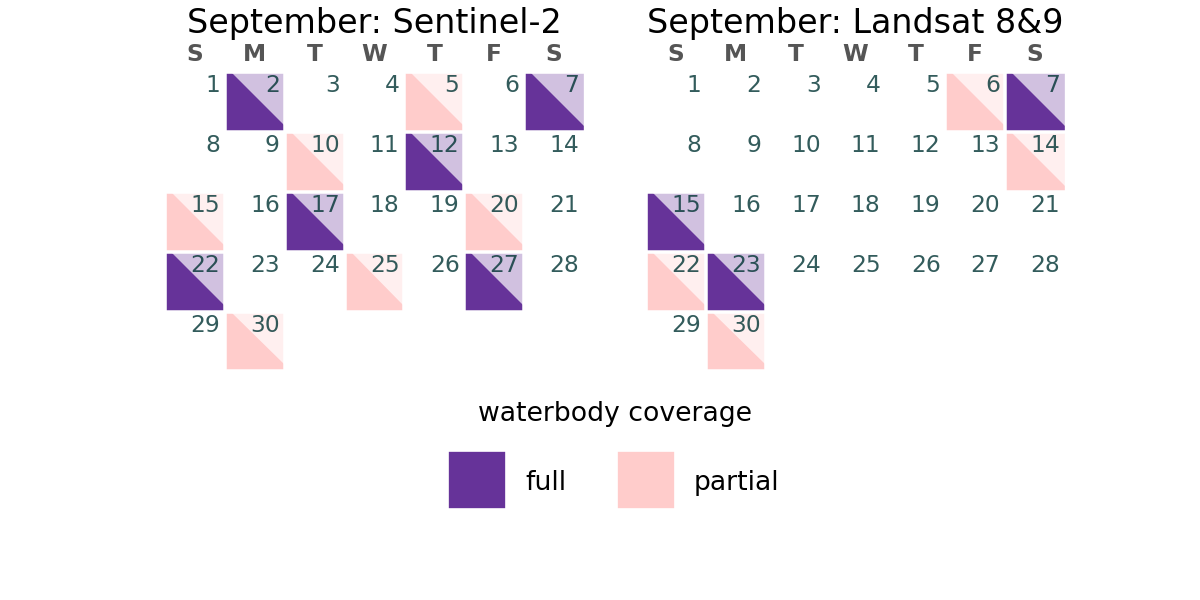 September: Sentinel-2
S M T W T F S
1 2 3 4 5 6 7
8 9 10 11 12 13 14
15 16 17 18 19 20 21
22 23 24 25 26 27 28
29 30
September: Landsat 8&9
S M T W T F S
1 2 3 4 5 6 7
8 9 10 11 12 13 14
15 16 17 18 19 20 21
22 23 24 25 26 27 28
29 30
waterbody coverage
full
partial